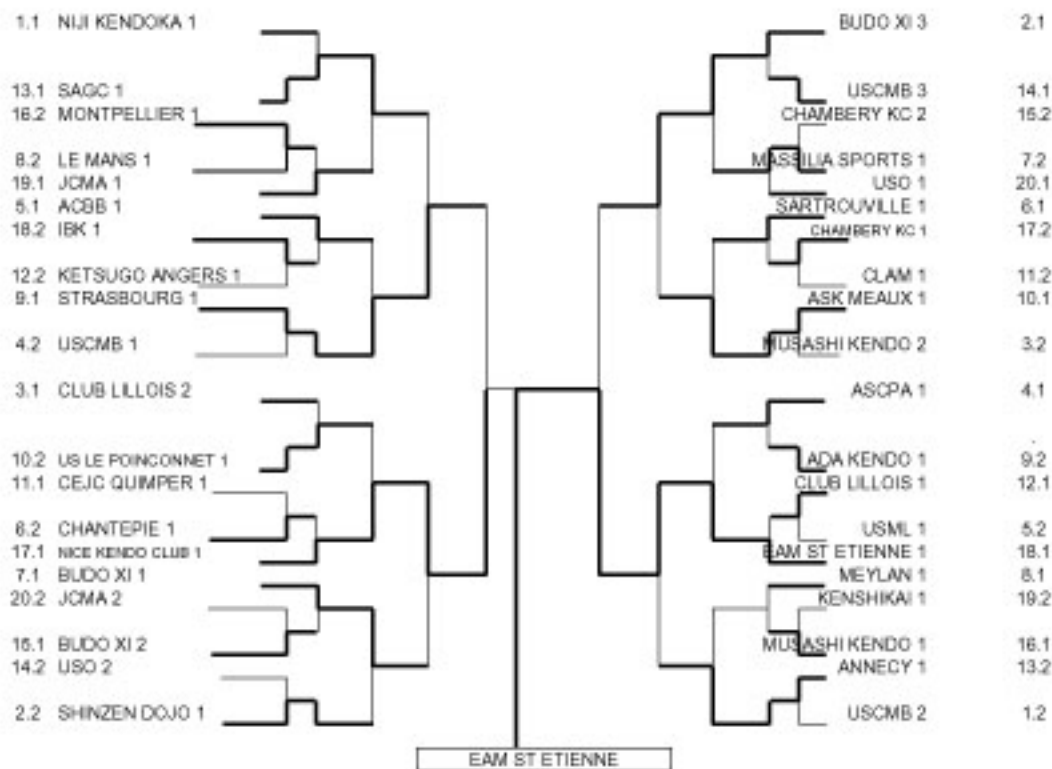 1.1 NIJI KENDOKA 1
13.1 SAGC 1
16.2 MONTPELLIER 1
8.2 LE MANS 1
19.1 JCMA 1
5.1 ACBB 1
18.2 IBK 1
12.2 KETSUGO ANGERS 1
9.1 STRASBOURG 1
4.2 USCMB 1
3.1 CLUB LILLOIS 2
10.2 US LE POINCONNET 1
11.1 CEJC QUIMPER 1
6.2 CHANTEPIE 1
17.1 NICE KENDO CLUB 1
7.1 BUDO XI 1
20.2 JCMA 2
15.1 BUDO XI 2
14.2 USO 2
2.2 SHINZEN DOJO 1
BUDO XI 3 2.1
USCMB 3 14.1
CHAMBERY KC 2 15.2
MASSILIA SPORTS 1 7.2
USO 1 20.1
SARTROUVILLE 1 6.1
CHAMBERY KC 1 17.2
CLAM 1 11.2
ASK MEAUX 1 10.1
MUSASHI KENDO 2 3.2
ASCPA 1 4.1
ADA KENDO 1 9.2
CLUB LILLOIS 1 12.1
USML 1 5.2
EAM ST ETIENNE 1 18.1
MEYLAN 1 8.1
KENSHIKAI 1 19.2
MUSASHI KENDO 1 16.1
ANNECY 1 13.2
USCMB 2 1.2
EAM ST ETIENNE